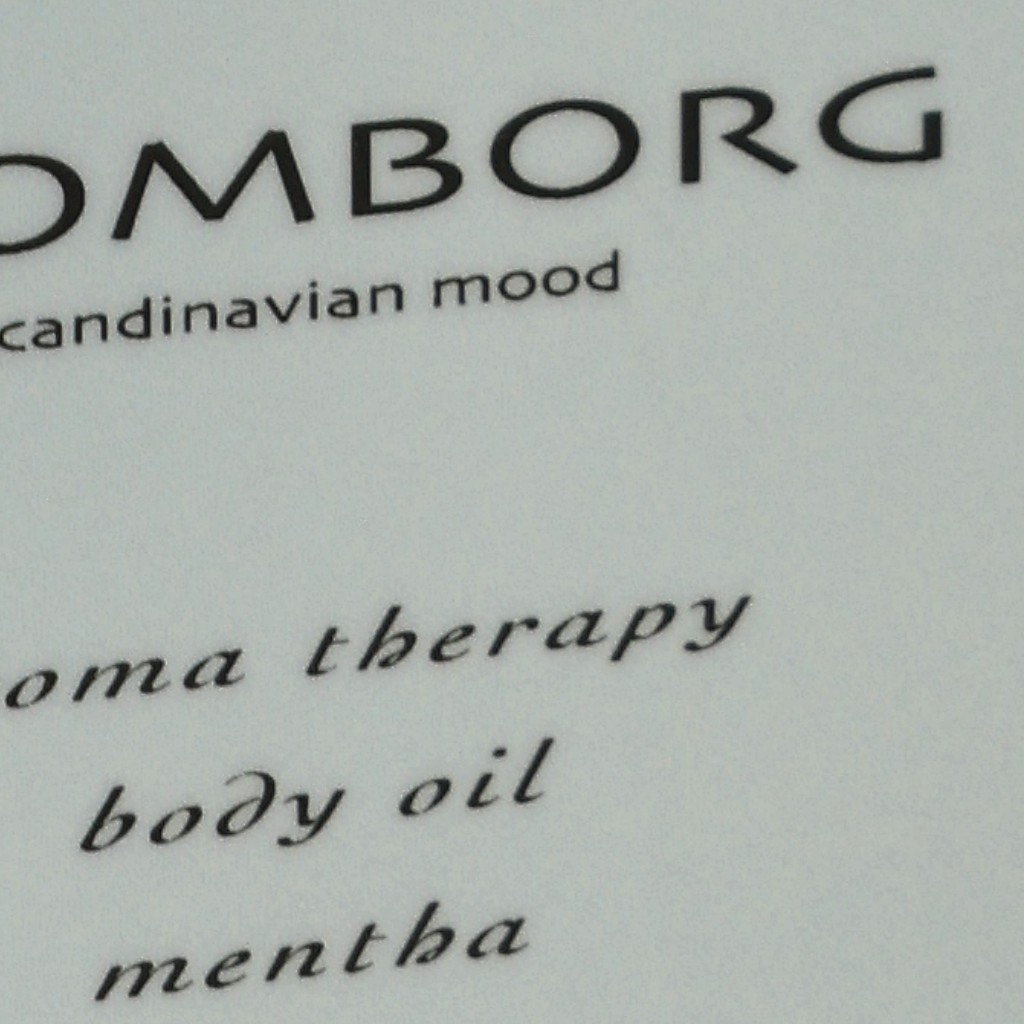 OMBORG
candinavian mood
oma therapy
body oil
mentha